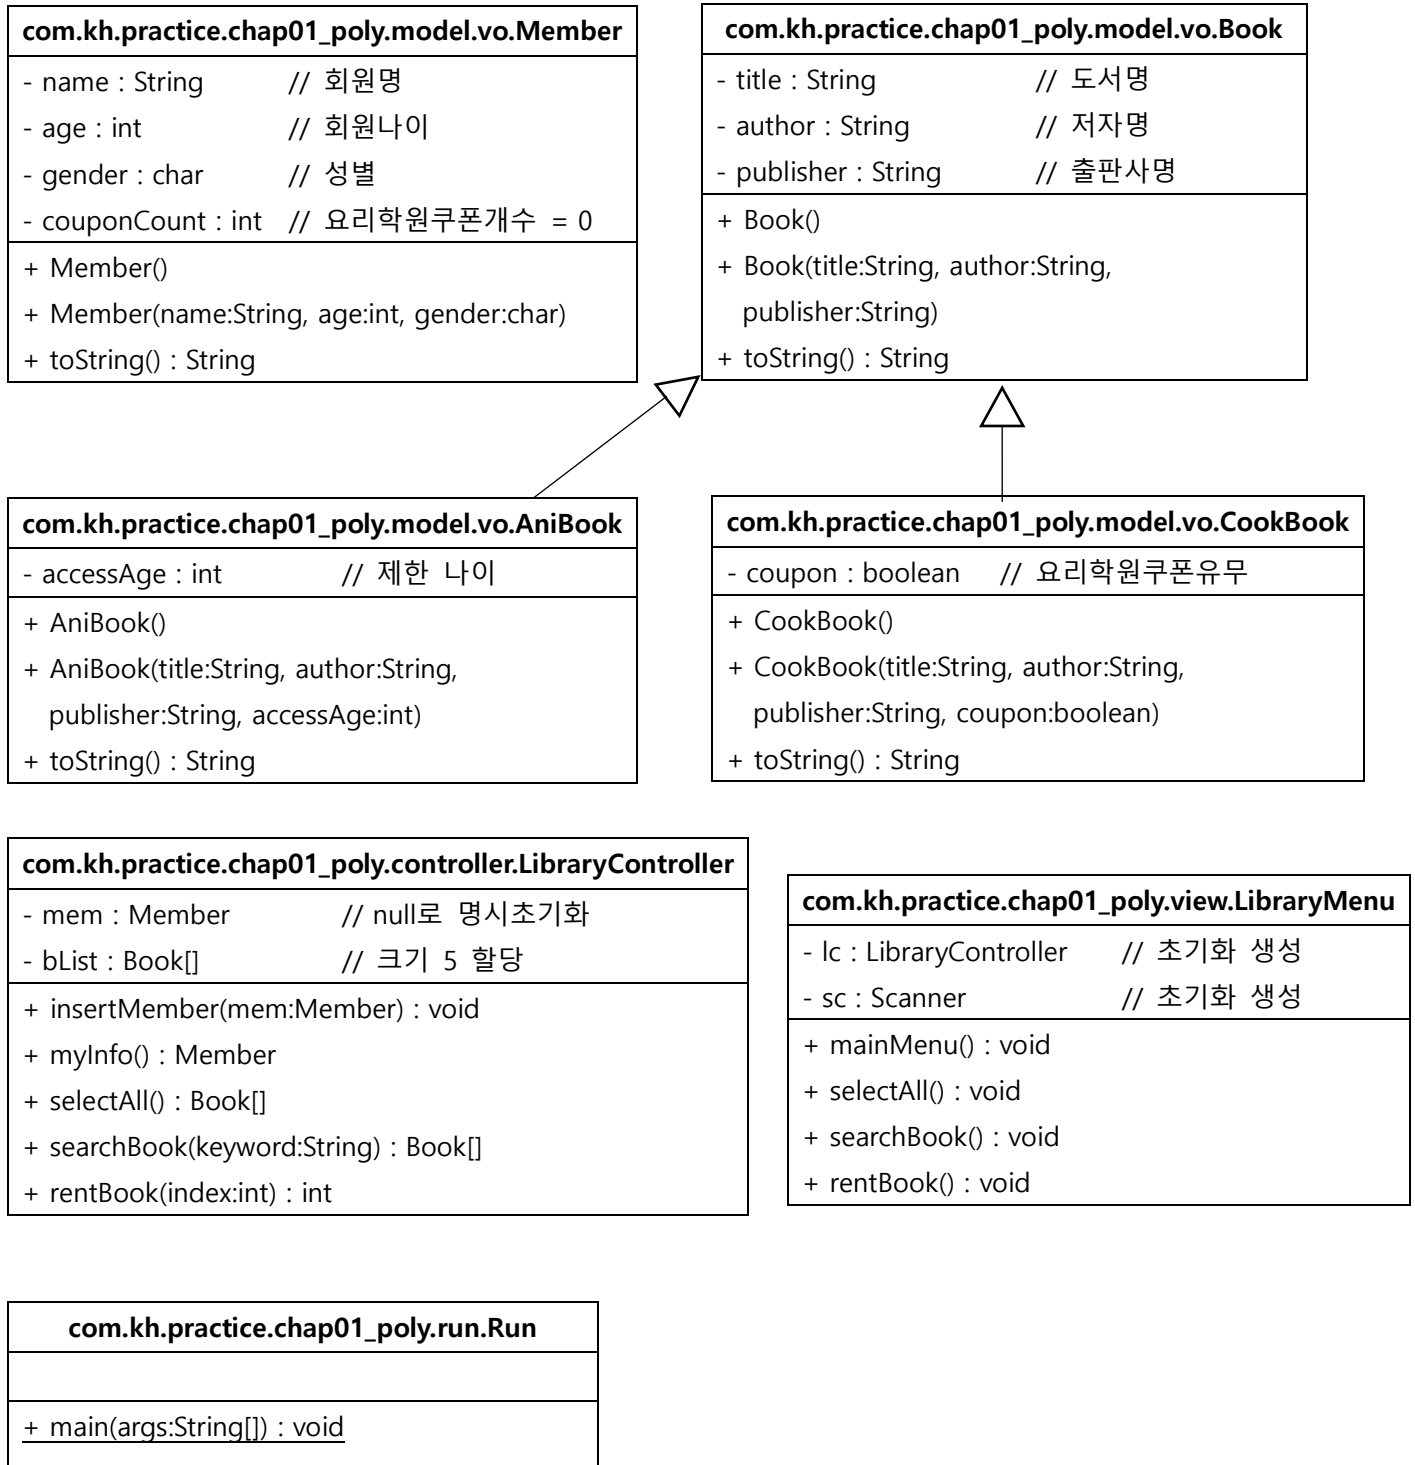 com.kh.practice.chap01_poly.model.vo.Member
- name : String // 회원명
- age : int // 회원나이
- gender : char // 성별
- couponCount : int // 요리학원쿠폰개수 = 0
+ Member()
+ Member(name:String, age:int, gender:char)
+ toString() : String
com.kh.practice.chap01_poly.model.vo.Book
- title : String // 도서명
- author : String // 저자명
- publisher : String // 출판사명
+ Book()
+ Book(title:String, author:String,
publisher:String)
+ toString() : String
com.kh.practice.chap01_poly.model.vo.AniBook
- accessAge : int // 제한 나이
+ AniBook()
+ AniBook(title:String, author:String,
publisher:String, accessAge:int)
+ toString() : String
com.kh.practice.chap01_poly.model.vo.CookBook
- coupon : boolean // 요리학원쿠폰유무
+ CookBook()
+ CookBook(title:String, author:String,
publisher:String, coupon:boolean)
+ toString() : String
com.kh.practice.chap01_poly.controller.LibraryController
- mem : Member // null로 명시초기화
- bList : Book[] // 크기 5 할당
+ insertMember(mem:Member) : void
+ myInfo() : Member
+ selectAll() : Book[]
+ searchBook(keyword:String) : Book[]
+ rentBook(index:int) : int
com.kh.practice.chap01_poly.view.LibraryMenu
- lc : LibraryController // 초기화 생성
- sc : Scanner // 초기화 생성
+ mainMenu() : void
+ selectAll() : void
+ searchBook() : void
+ rentBook() : void
com.kh.practice.chap01_poly.run.Run
+ main(args:String[]) : void